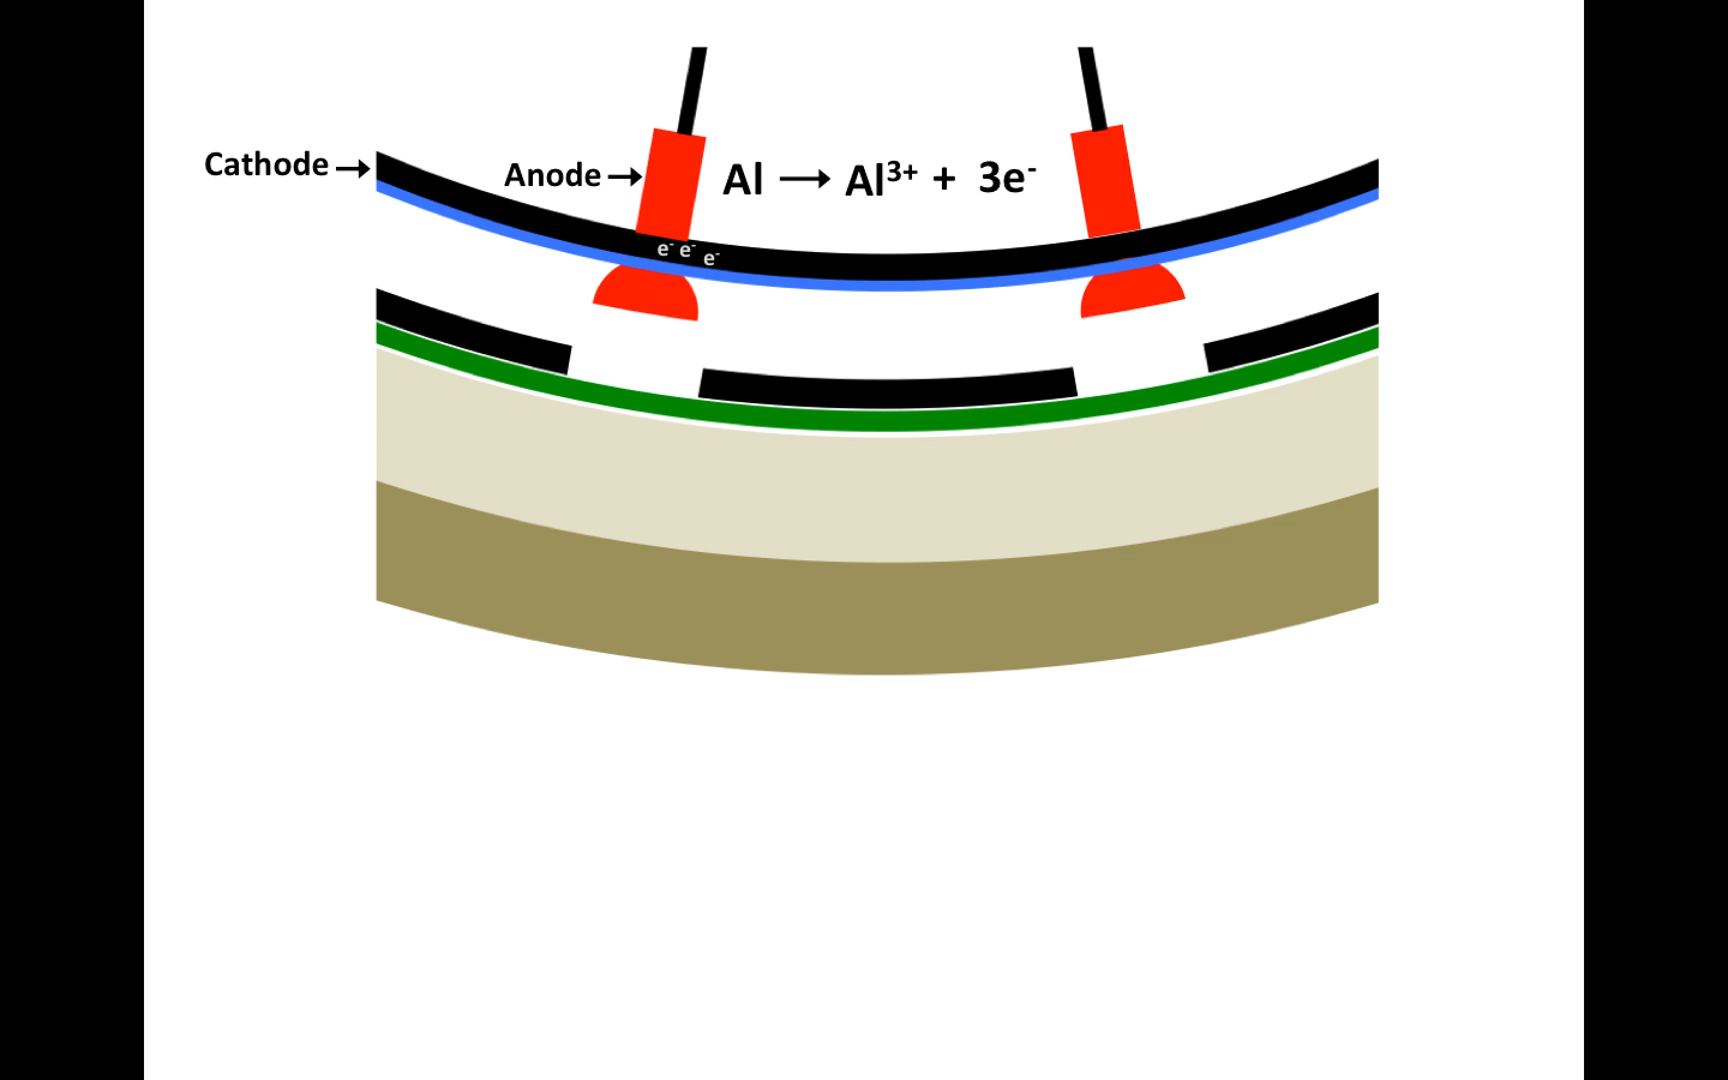 Cathode →
Anode → Al → Al³⁺ + 3e⁻
e⁻ e⁻ e⁻